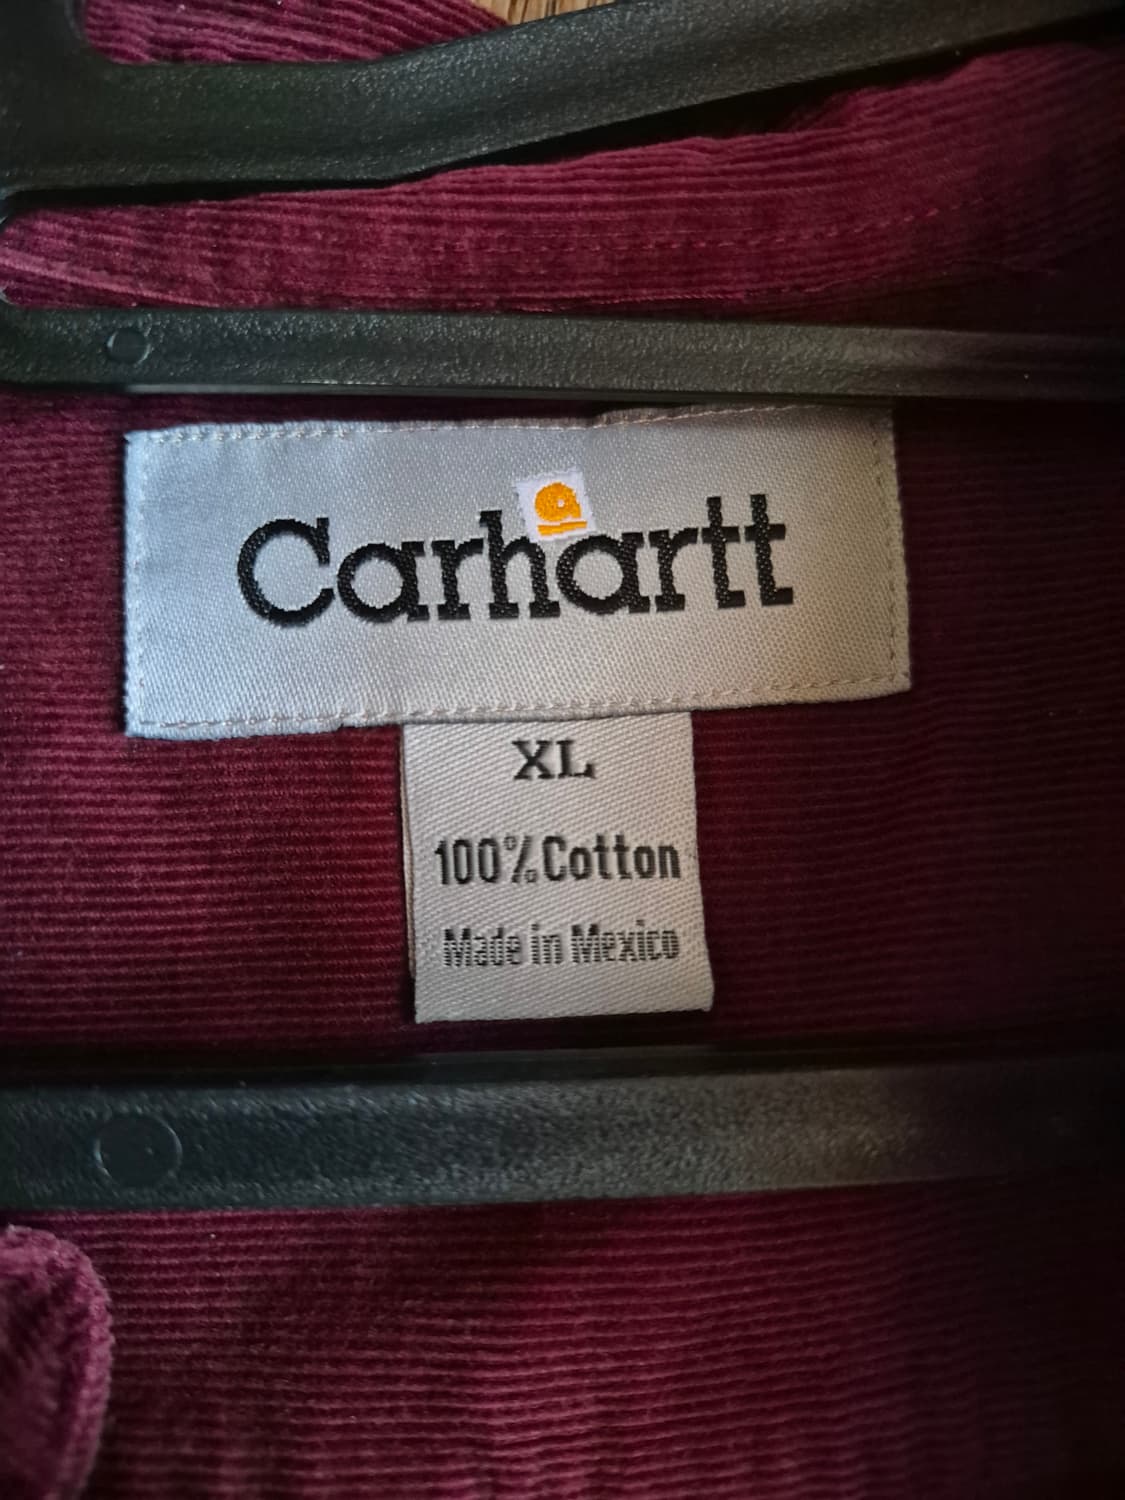 Carhartt
XL
100% Cotton
Made in Mexico